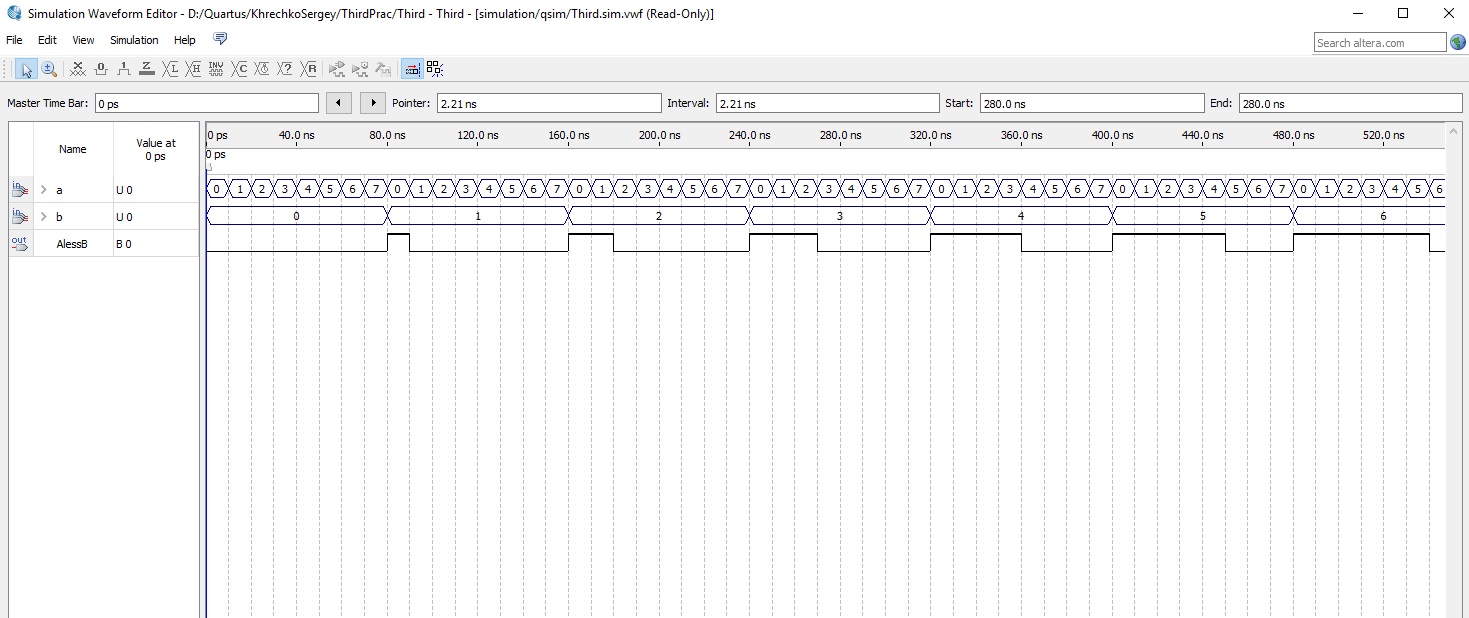 Simulation Waveform Editor - D:/Quartus/KhrechkoSergey/ThirdPrac/Third - Third - [simulation/qsim/Third.sim.vwf (Read-Only)]
File Edit View Simulation Help
Search altera.com
Master Time Bar: 0 ps Pointer: 2.21 ns Interval: 2.21 ns Start: 280.0 ns End: 280.0 ns
Name Value at 0 ps 0 ps 40.0 ns 80.0 ns 120.0 ns 160.0 ns 200.0 ns 240.0 ns 280.0 ns 320.0 ns 360.0 ns 400.0 ns 440.0 ns 480.0 ns 520.0 ns
0 ps
in a U 0 0 1 2 3 4 5 6 7 0 1 2 3 4 5 6 7 0 1 2 3 4 5 6 7 0 1 2 3 4 5 6 7 0 1 2 3 4 5 6 7 0 1 2 3 4 5 6 7 0 1 2 3 4 5 6
in b U 0 0 1 2 3 4 5 6
out AlessB B 0